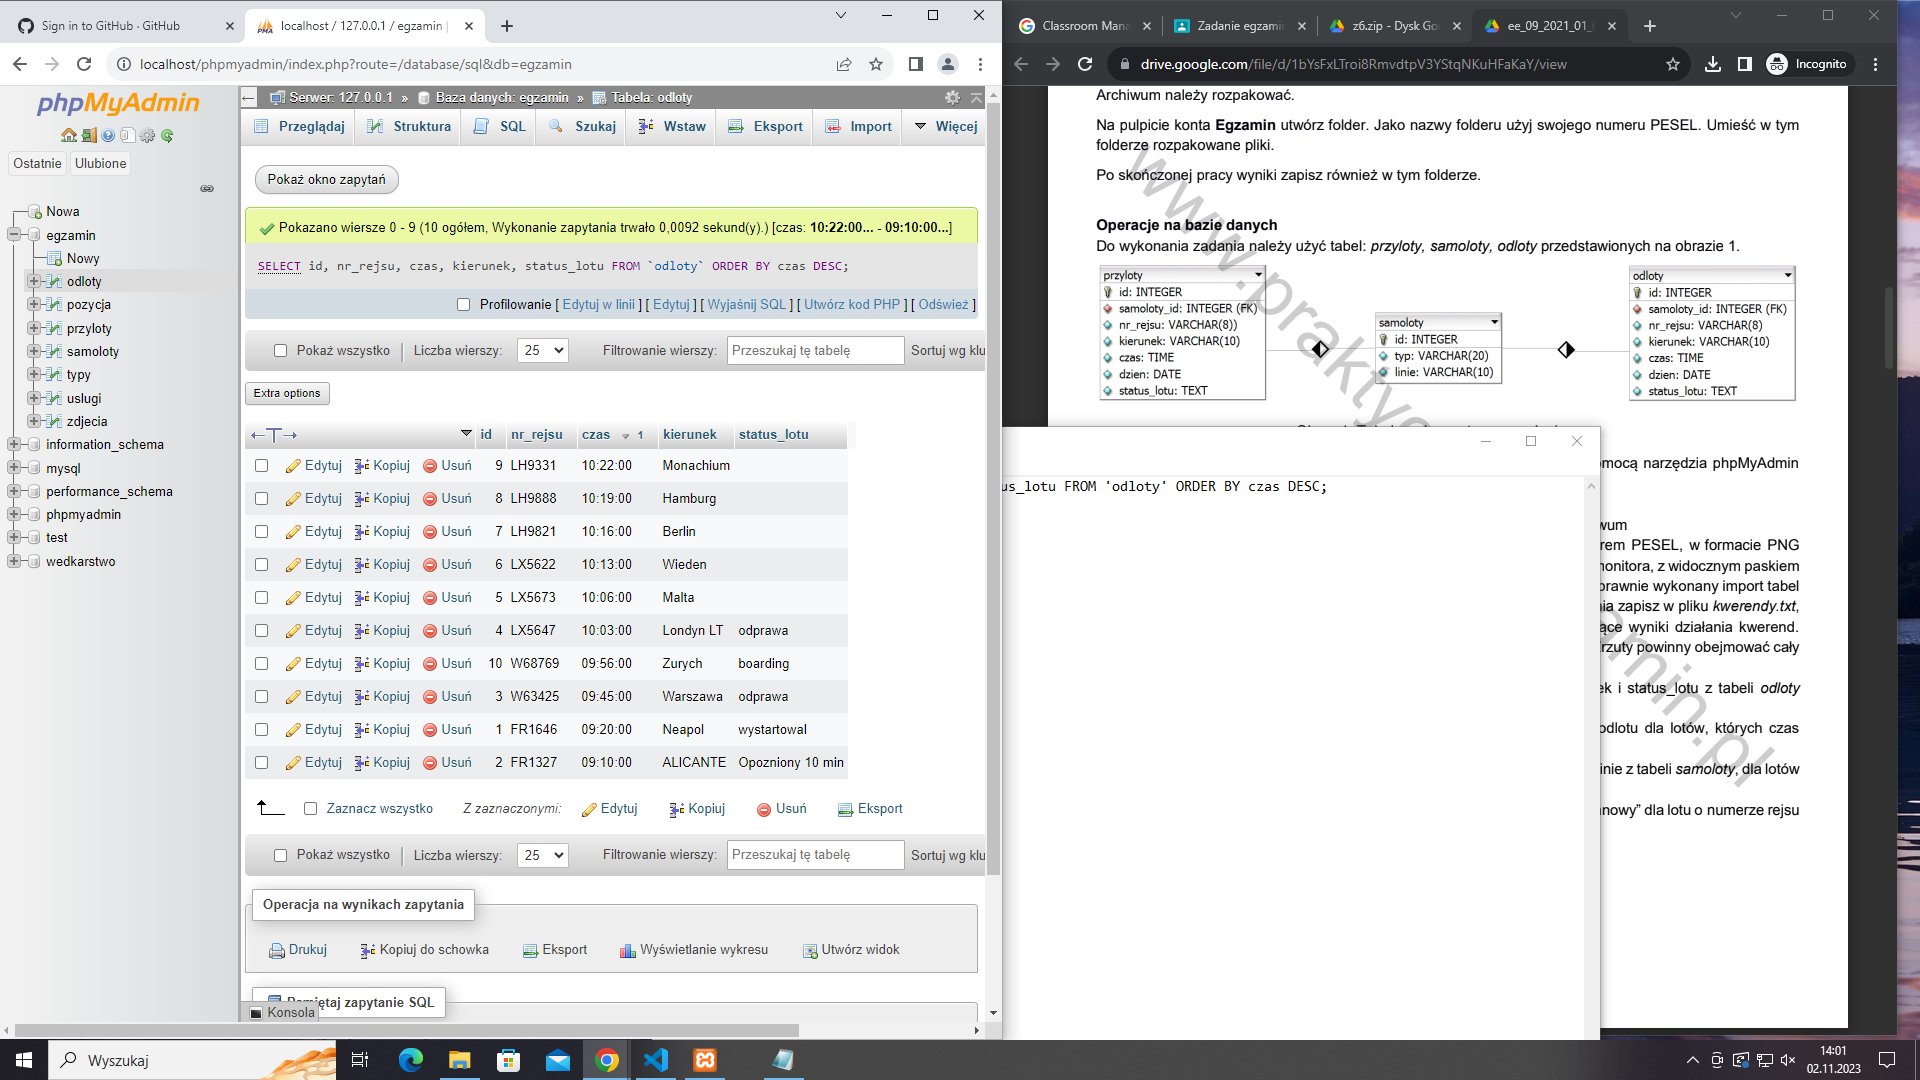 Sign in to GitHub · GitHub
localhost / 127.0.0.1 / egzamin |
localhost/phpmyadmin/index.php?route=/database/sql&db=egzamin
phpMyAdmin
Ostatnie Ulubione
Nowa
egzamin
Nowy
odloty
pozycja
przyloty
samoloty
typy
uslugi
zdjecia
information_schema
mysql
performance_schema
phpmyadmin
test
wedkarstwo
Serwer: 127.0.0.1 » Baza danych: egzamin » Tabela: odloty
Przeglądaj Struktura SQL Szukaj Wstaw Eksport Import Więcej
Pokaż okno zapytań
Pokazano wiersze 0 - 9 (10 ogółem, Wykonanie zapytania trwało 0,0092 sekund(y).) [czas: 10:22:00... - 09:10:00...]
SELECT id, nr_rejsu, czas, kierunek, status_lotu FROM `odloty` ORDER BY czas DESC;
Profilowanie [ Edytuj w linii ] [ Edytuj ] [ Wyjaśnij SQL ] [ Utwórz kod PHP ] [ Odśwież ]
Pokaż wszystko Liczba wierszy: 25 Filtrowanie wierszy: Przeszukaj tę tabelę Sortuj wg klu
Extra options
id nr_rejsu czas 1 kierunek status_lotu
Edytuj Kopiuj Usuń 9 LH9331 10:22:00 Monachium
Edytuj Kopiuj Usuń 8 LH9888 10:19:00 Hamburg
Edytuj Kopiuj Usuń 7 LH9821 10:16:00 Berlin
Edytuj Kopiuj Usuń 6 LX5622 10:13:00 Wieden
Edytuj Kopiuj Usuń 5 LX5673 10:06:00 Malta
Edytuj Kopiuj Usuń 4 LX5647 10:03:00 Londyn LT odprawa
Edytuj Kopiuj Usuń 10 W68769 09:56:00 Zurych boarding
Edytuj Kopiuj Usuń 3 W63425 09:45:00 Warszawa odprawa
Edytuj Kopiuj Usuń 1 FR1646 09:20:00 Neapol wystartowal
Edytuj Kopiuj Usuń 2 FR1327 09:10:00 ALICANTE Opozniony 10 min
Zaznacz wszystko Z zaznaczonymi: Edytuj Kopiuj Usuń Eksport
Pokaż wszystko Liczba wierszy: 25 Filtrowanie wierszy: Przeszukaj tę tabelę Sortuj wg klu
Operacja na wynikach zapytania
Drukuj Kopiuj do schowka Eksport Wyświetlanie wykresu Utwórz widok
Pamiętaj zapytanie SQL
Konsola
Classroom Mana
Zadanie egzamin
z6.zip - Dysk Go
ee_09_2021_01_
drive.google.com/file/d/1bYsFxLTroi8RmvdtpV3YStqNKuHFaKaY/view
Incognito
Archiwum należy rozpakować.
Na pulpicie konta Egzamin utwórz folder. Jako nazwy folderu użyj swojego numeru PESEL. Umieść w tym
folderze rozpakowane pliki.
Po skończonej pracy wyniki zapisz również w tym folderze.
Operacje na bazie danych
Do wykonania zadania należy użyć tabel: przyloty, samoloty, odloty przedstawionych na obrazie 1.
przyloty
id: INTEGER
samoloty_id: INTEGER (FK)
nr_rejsu: VARCHAR(8))
kierunek: VARCHAR(10)
czas: TIME
dzien: DATE
status_lotu: TEXT
samoloty
id: INTEGER
typ: VARCHAR(20)
linie: VARCHAR(10)
odloty
id: INTEGER
samoloty_id: INTEGER (FK)
nr_rejsu: VARCHAR(8)
kierunek: VARCHAR(10)
czas: TIME
dzien: DATE
status_lotu: TEXT
us_lotu FROM 'odloty' ORDER BY czas DESC;
mocą narzędzia phpMyAdmin
wum
rem PESEL, w formacie PNG
nonitora, z widocznym paskiem
prawnie wykonany import tabel
nia zapisz w pliku kwerendy.txt,
ące wyniki działania kwerend.
rzuty powinny obejmować cały
ek i status_lotu z tabeli odloty
odlotu dla lotów, których czas
inie z tabeli samoloty, dla lotów
nowy" dla lotu o numerze rejsu
Wyszukaj
14:01
02.11.2023